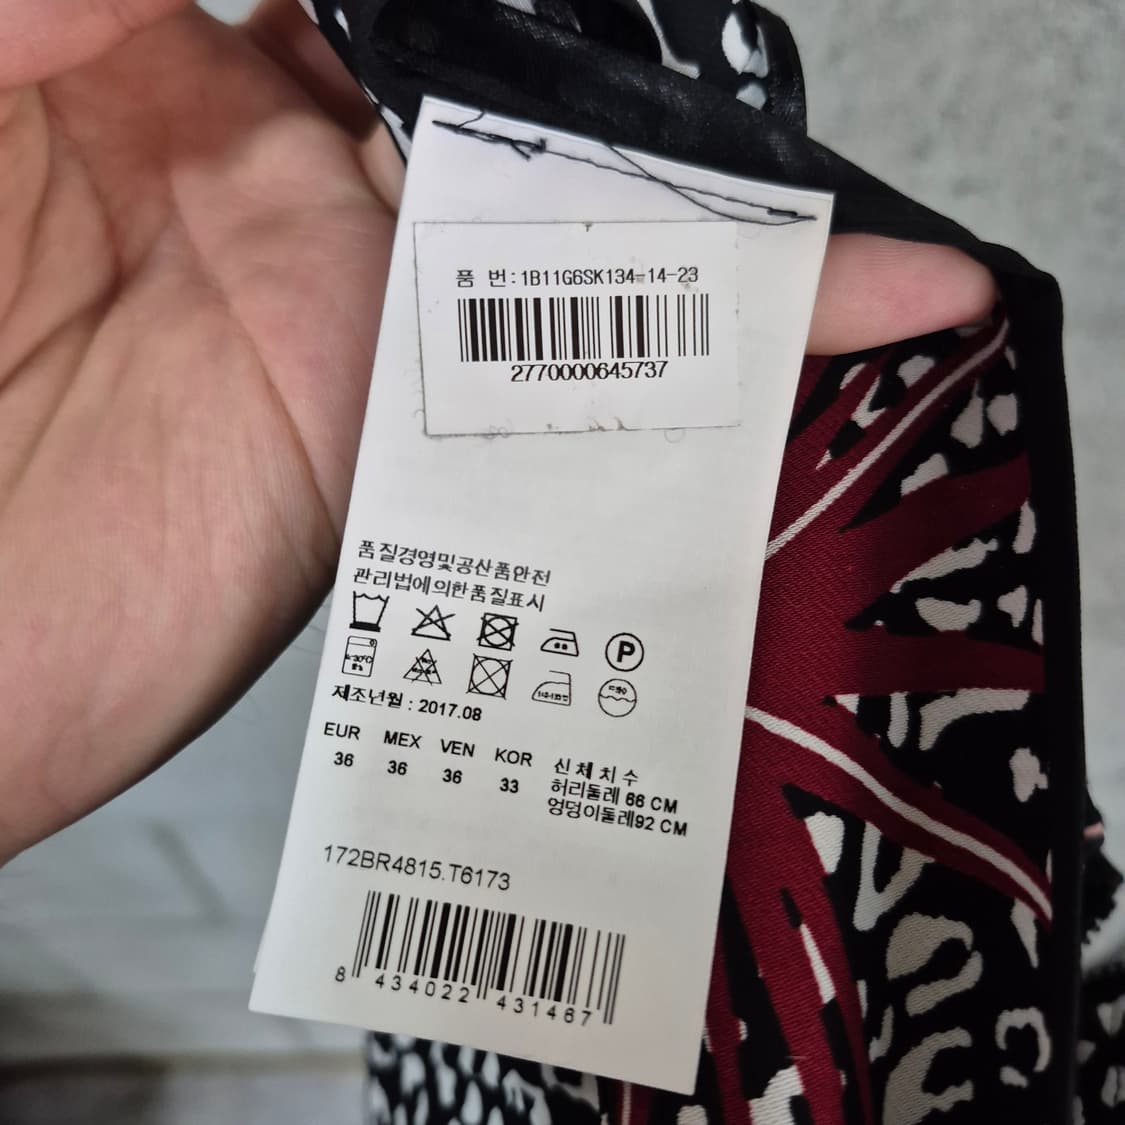 품 번:1B11G6SK134-14-23
2770000645737
품질경영및공산품안전
관리법에의한품질표시
P
제조년월 : 2017.08
EUR MEX VEN KOR
36 36 36 33
신체치수
허리둘레 66 CM
엉덩이둘레92 CM
172BR4815.T6173
8 434022 431467